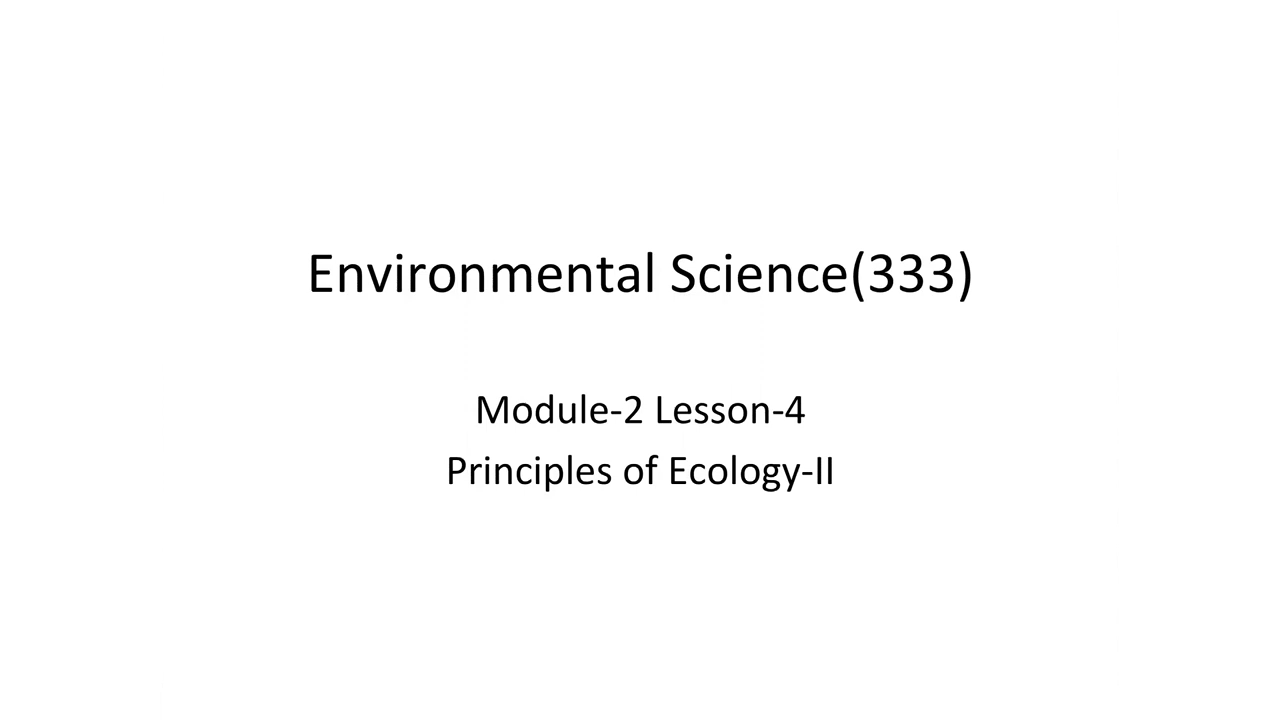 Environmental Science(333)
Module-2 Lesson-4
Principles of Ecology-II